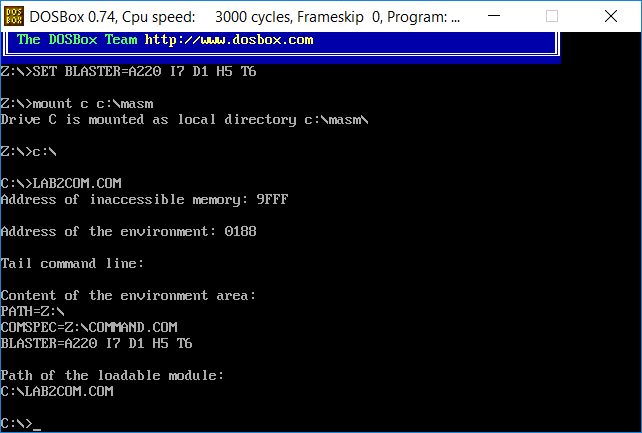 DOSBox 0.74, Cpu speed: 3000 cycles, Frameskip 0, Program: ...
The DOSBox Team http://www.dosbox.com
Z:\>SET BLASTER=A220 I7 D1 H5 T6
Z:\>mount c c:\masm
Drive C is mounted as local directory c:\masm\
Z:\>c:\
C:\>LAB2COM.COM
Address of inaccessible memory: 9FFF
Address of the environment: 0188
Tail command line:
Content of the environment area:
PATH=Z:\
COMSPEC=Z:\COMMAND.COM
BLASTER=A220 I7 D1 H5 T6
Path of the loadable module:
C:\LAB2COM.COM
C:\>_